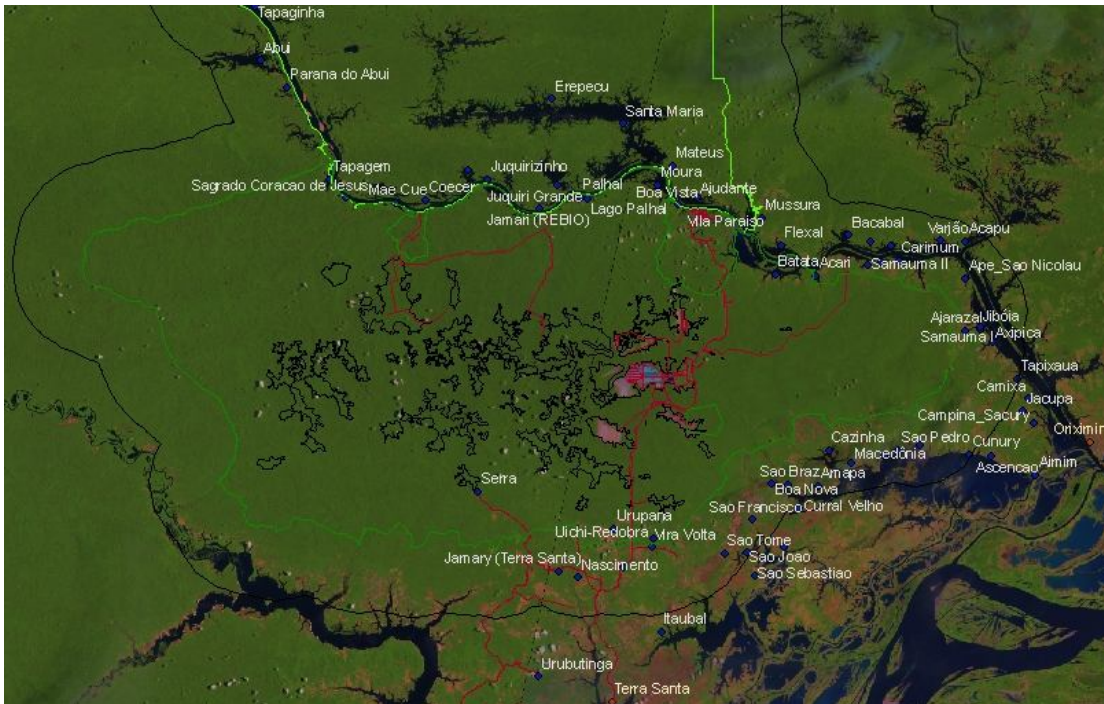 Tapaginha
Abui
Parana do Abui
Erepecu
Santa Maria
Tapagem
Juquirizinho
Mateus
Moura
Sagrado Coracao de Jesus
Mae Cue
Coecer
Juquiri Grande
Palhal
Boa Vista
Ajudante
Jamari (REBIO)
Lago Palhal
Vila Paraiso
Mussura
Flexal
Bacabal
Varjão
Acapu
Carimum
Batata
Acari
Samauma II
Ape_Sao Nicolau
Ajarazal
Jibóia
Samauma I
Axipica
Tapixaua
Camixa
Jacupa
Campina_Sacury
Oriximin
Cazinha
Sao Pedro
Cunury
Macedônia
Ascencao
Aimim
Sao Braz
Amapa
Serra
Boa Nova
Sao Francisco
Curral Velho
Urupana
Uichi-Redobra
Vira Volta
Sao Tome
Jamary (Terra Santa)
Nascimento
Sao Joao
Sao Sebastiao
Itaubal
Urubutinga
Terra Santa